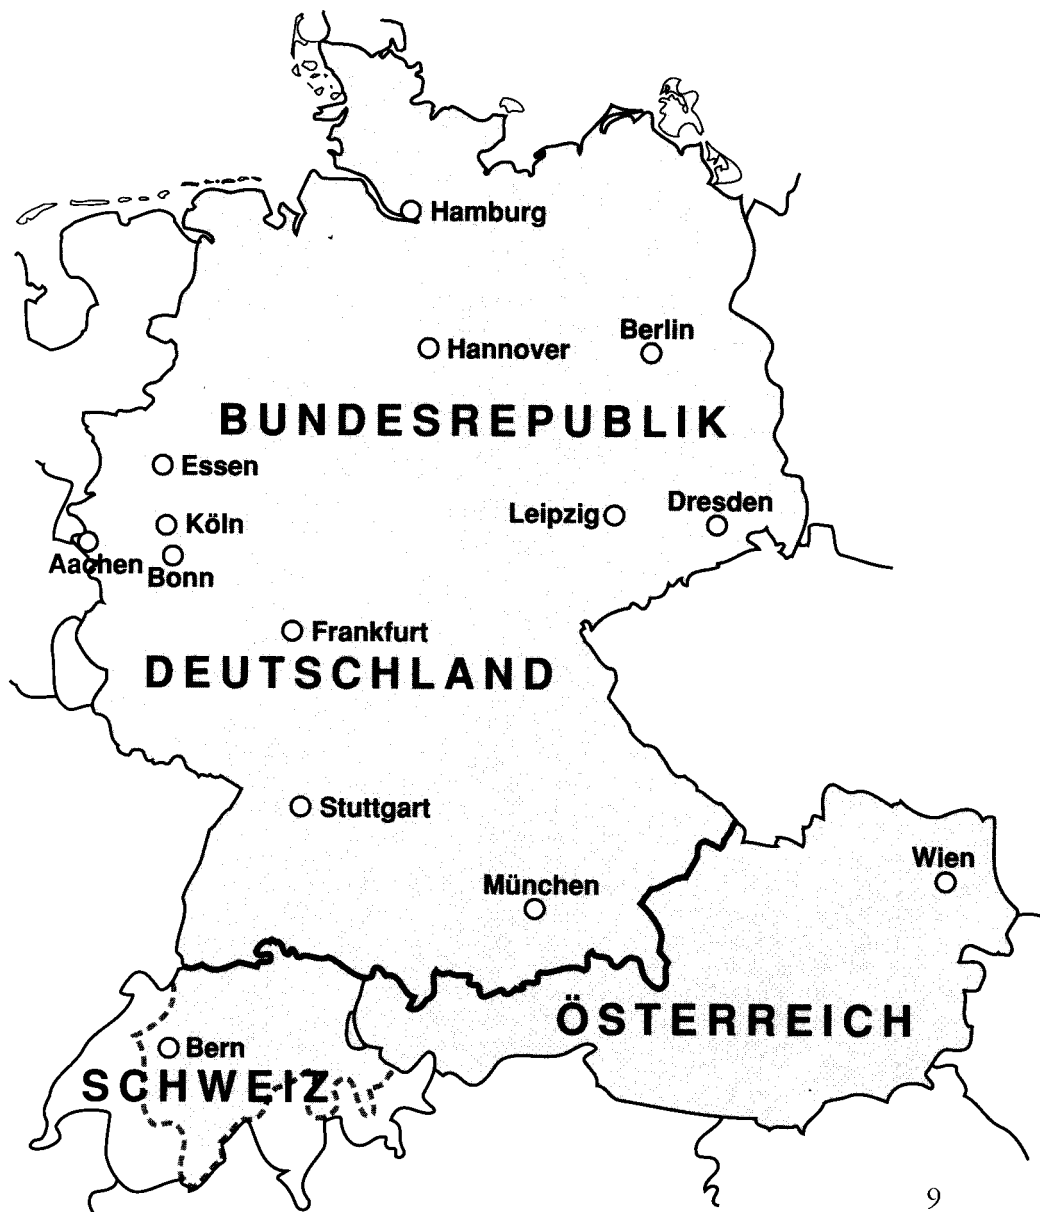 Hamburg
Berlin
Hannover
BUNDESREPUBLIK
Essen
Dresden
Leipzig
Köln
Aachen
Bonn
Frankfurt
DEUTSCHLAND
Stuttgart
Wien
München
ÖSTERREICH
Bern
SCHWEIZ
9